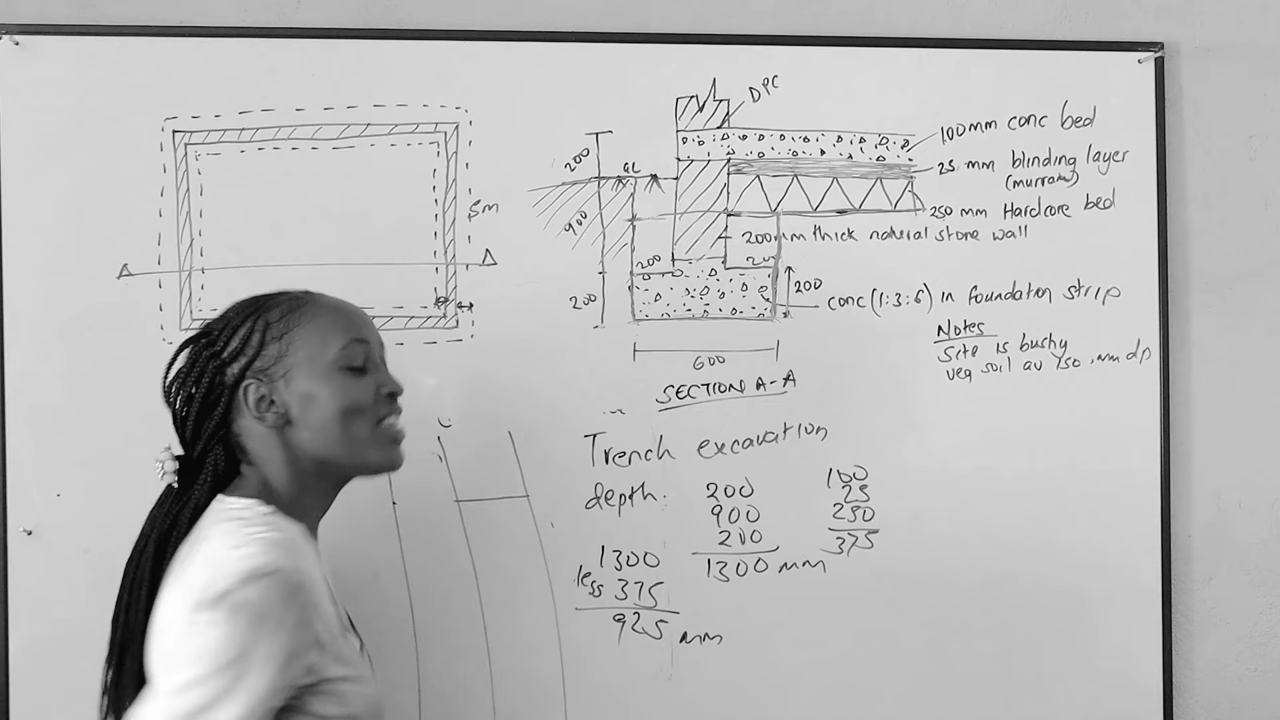 5m
A
A
DPC
200
GL
900
200
200
200
200
600
SECTION A-A
100mm conc bed
25 mm blinding layer
(murram)
250 mm Hardcore bed
200mm thick natural stone wall
conc (1:3:6) in foundation strip
Notes
Site is bushy
veg soil av 150 mm dp
Trench excavation
depth:
200
900
200
1300 mm
100
25
250
375
1300
less 375
925 mm